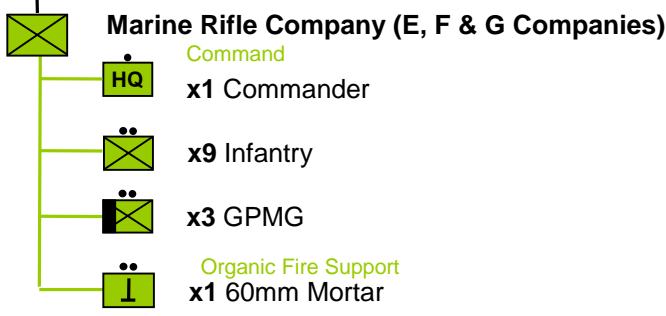 Marine Rifle Company (E, F & G Companies)
Command
HQ
x1 Commander
x9 Infantry
x3 GPMG
Organic Fire Support
x1 60mm Mortar